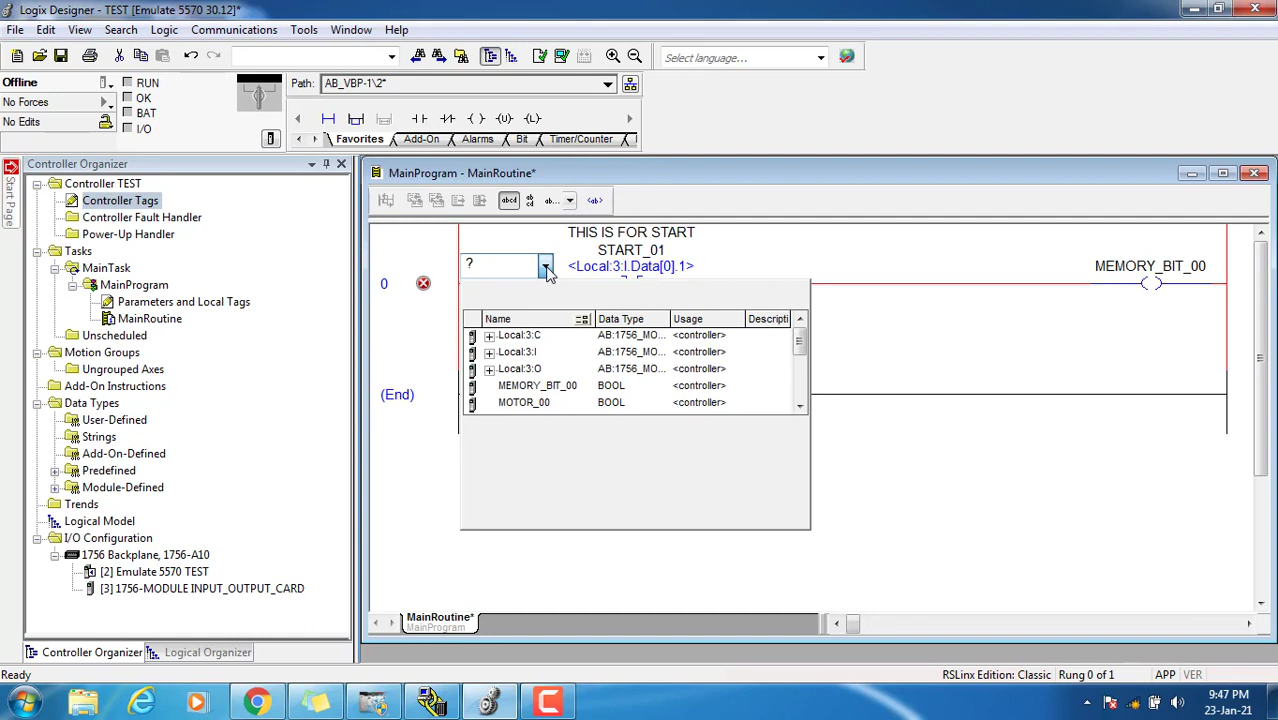 Logix Designer - TEST [Emulate 5570 30.12]*
File Edit View Search Logic Communications Tools Window Help
Select language...
Offline
RUN
No Forces
OK
No Edits
BAT
I/O
Path: AB_VBP-1\2*
Favorites Add-On Alarms Bit Timer/Counter
Start Page
Controller Organizer
Controller TEST
Controller Tags
Controller Fault Handler
Power-Up Handler
Tasks
MainTask
MainProgram
Parameters and Local Tags
MainRoutine
Unscheduled
Motion Groups
Ungrouped Axes
Add-On Instructions
Data Types
User-Defined
Strings
Add-On-Defined
Predefined
Module-Defined
Trends
Logical Model
I/O Configuration
1756 Backplane, 1756-A10
[2] Emulate 5570 TEST
[3] 1756-MODULE INPUT_OUTPUT_CARD
Controller Organizer Logical Organizer
MainProgram - MainRoutine*
abcd ab cd ab... <ab>
THIS IS FOR START
START_01
? <Local:3:I.Data[0].1> MEMORY_BIT_00
0
Name Data Type Usage Descripti
Local:3:C AB:1756_MO... <controller>
Local:3:I AB:1756_MO... <controller>
Local:3:O AB:1756_MO... <controller>
MEMORY_BIT_00 BOOL <controller>
MOTOR_00 BOOL <controller>
(End)
MainRoutine*
MainProgram
Ready
RSLinx Edition: Classic Rung 0 of 1 APP VER
9:47 PM
23-Jan-21